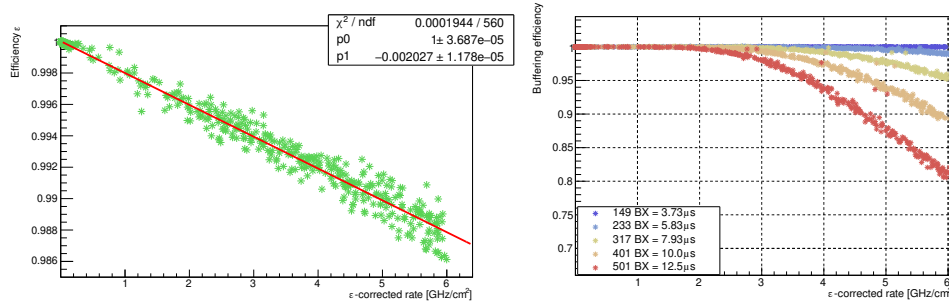 χ² / ndf 0.0001944 / 560
p0 1± 3.687e−05
p1 −0.002027 ± 1.178e−05
Efficiency ε
0.998
0.996
0.994
0.992
0.99
0.988
0.986
1 2 3 4 5 6
ε-corrected rate [GHz/cm²]
Buffering efficiency
1
0.95
0.9
0.85
0.8
0.75
0.7
149 BX = 3.73μs
233 BX = 5.83μs
317 BX = 7.93μs
401 BX = 10.0μs
501 BX = 12.5μs
1 2 3 4 5 6
ε-corrected rate [GHz/cm